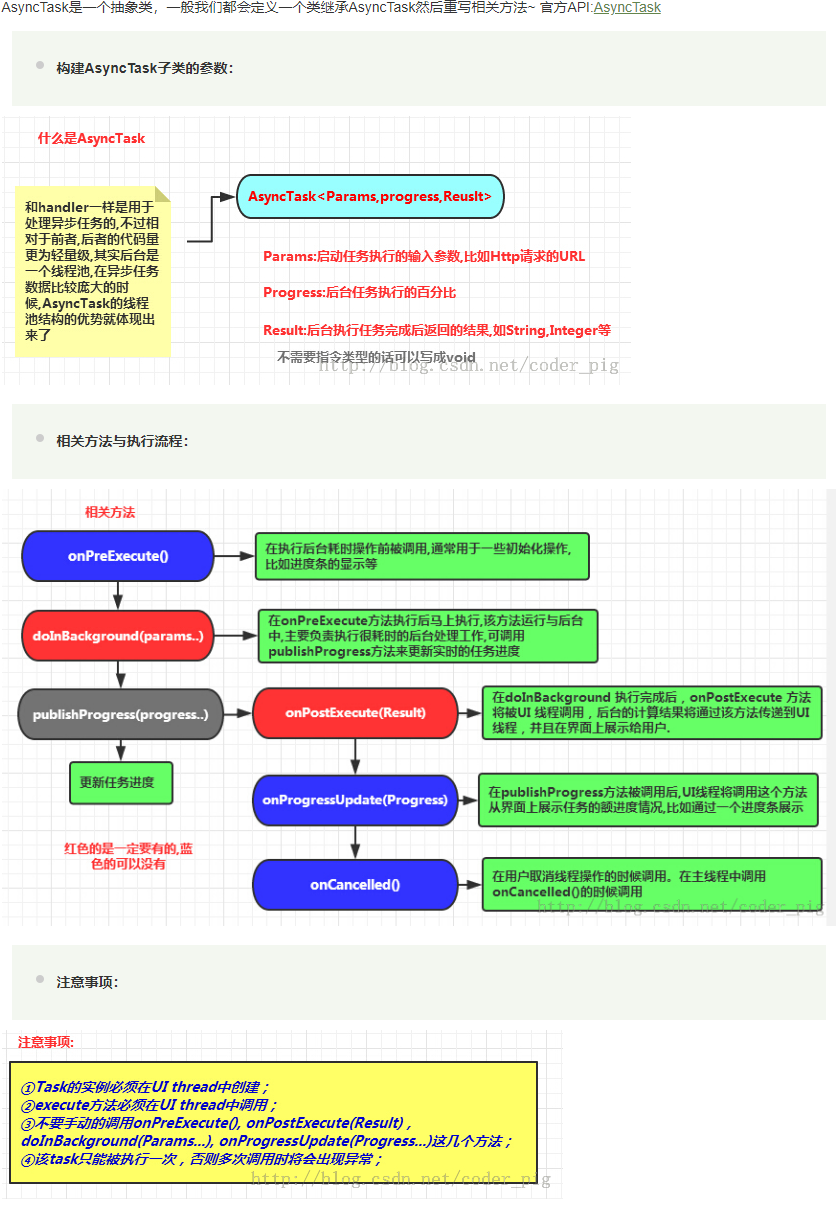 AsyncTask是一个抽象类，一般我们都会定义一个类继承AsyncTask然后重写相关方法~ 官方API:AsyncTask
构建AsyncTask子类的参数：
什么是AsyncTask
和handler一样是用于
处理异步任务的,不过相
对于前者,后者的代码量
更为轻量级,其实后台是
一个线程池,在异步任务
数据比较庞大的时
候,AsyncTask的线程
池结构的优势就体现出
来了
AsyncTask<Params,progress,Reuslt>
Params:启动任务执行的输入参数,比如Http请求的URL
Progress:后台任务执行的百分比
Result:后台执行任务完成后返回的结果,如String,Integer等
不需要指令类型的话可以写成void
http://blog.csdn.net/coder_pig
相关方法与执行流程：
相关方法
onPreExecute()
在执行后台耗时操作前被调用,通常用于一些初始化操作,
比如进度条的显示等
doInBackground(params..)
在onPreExecute方法执行后马上执行,该方法运行与后台
中,主要负责执行很耗时的后台处理工作,可调用
publishProgress方法来更新实时的任务进度
publishProgress(progress..)
onPostExecute(Result)
在doInBackground 执行完成后，onPostExecute 方法
将被UI 线程调用，后台的计算结果将通过该方法传递到UI
线程，并且在界面上展示给用户.
更新任务进度
onProgressUpdate(Progress)
在publishProgress方法被调用后,UI线程将调用这个方法
从界面上展示任务的额进度情况,比如通过一个进度条展示
红色的是一定要有的,蓝
色的可以没有
onCancelled()
在用户取消线程操作的时候调用。在主线程中调用
onCancelled()的时候调用
http://blog.csdn.net/coder_pig
注意事项：
注意事项:
①Task的实例必须在UI thread中创建；
②execute方法必须在UI thread中调用；
③不要手动的调用onPreExecute(), onPostExecute(Result)，
doInBackground(Params...), onProgressUpdate(Progress...)这几个方法；
④该task只能被执行一次，否则多次调用时将会出现异常；
http://blog.csdn.net/coder_pig